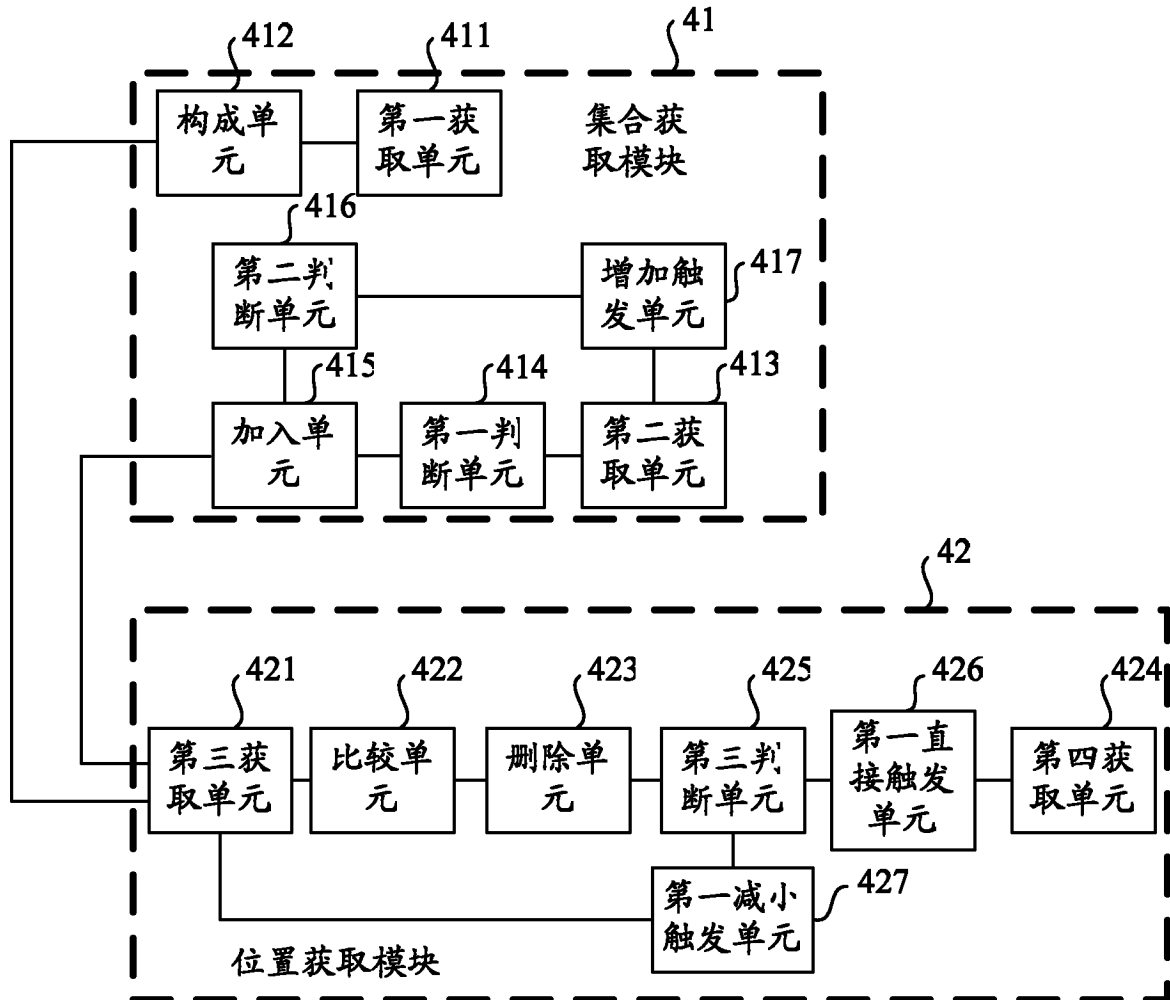 412
411
41
构成单
元
第一获
取单元
集合获
取模块
416
第二判
断单元
增加触
发单元
417
415
414
413
加入单
元
第一判
断单元
第二获
取单元
42
421
422
423
425
426
424
第三获
取单元
比较单
元
删除单
元
第三判
断单元
第一直
接触发
单元
第四获
取单元
第一减小
触发单元
427
位置获取模块